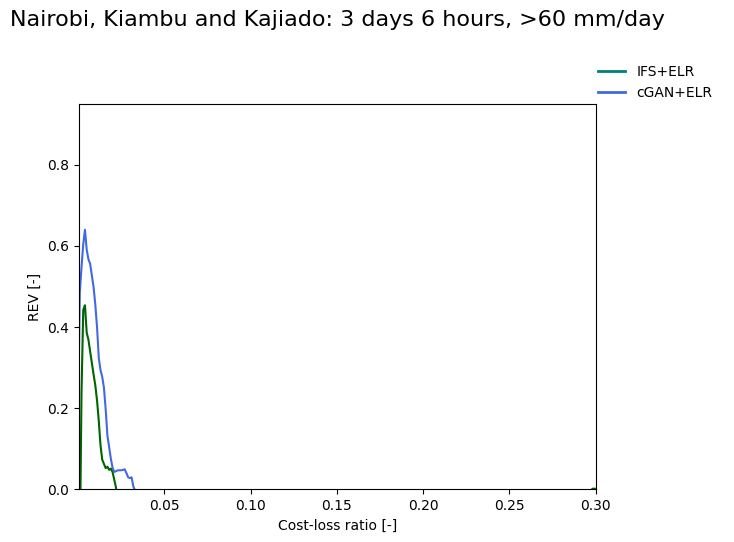 Nairobi, Kiambu and Kajiado: 3 days 6 hours, >60 mm/day
IFS+ELR
cGAN+ELR
0.8
0.6
0.4
0.2
0.0
REV [-]
0.05 0.10 0.15 0.20 0.25 0.30
Cost-loss ratio [-]